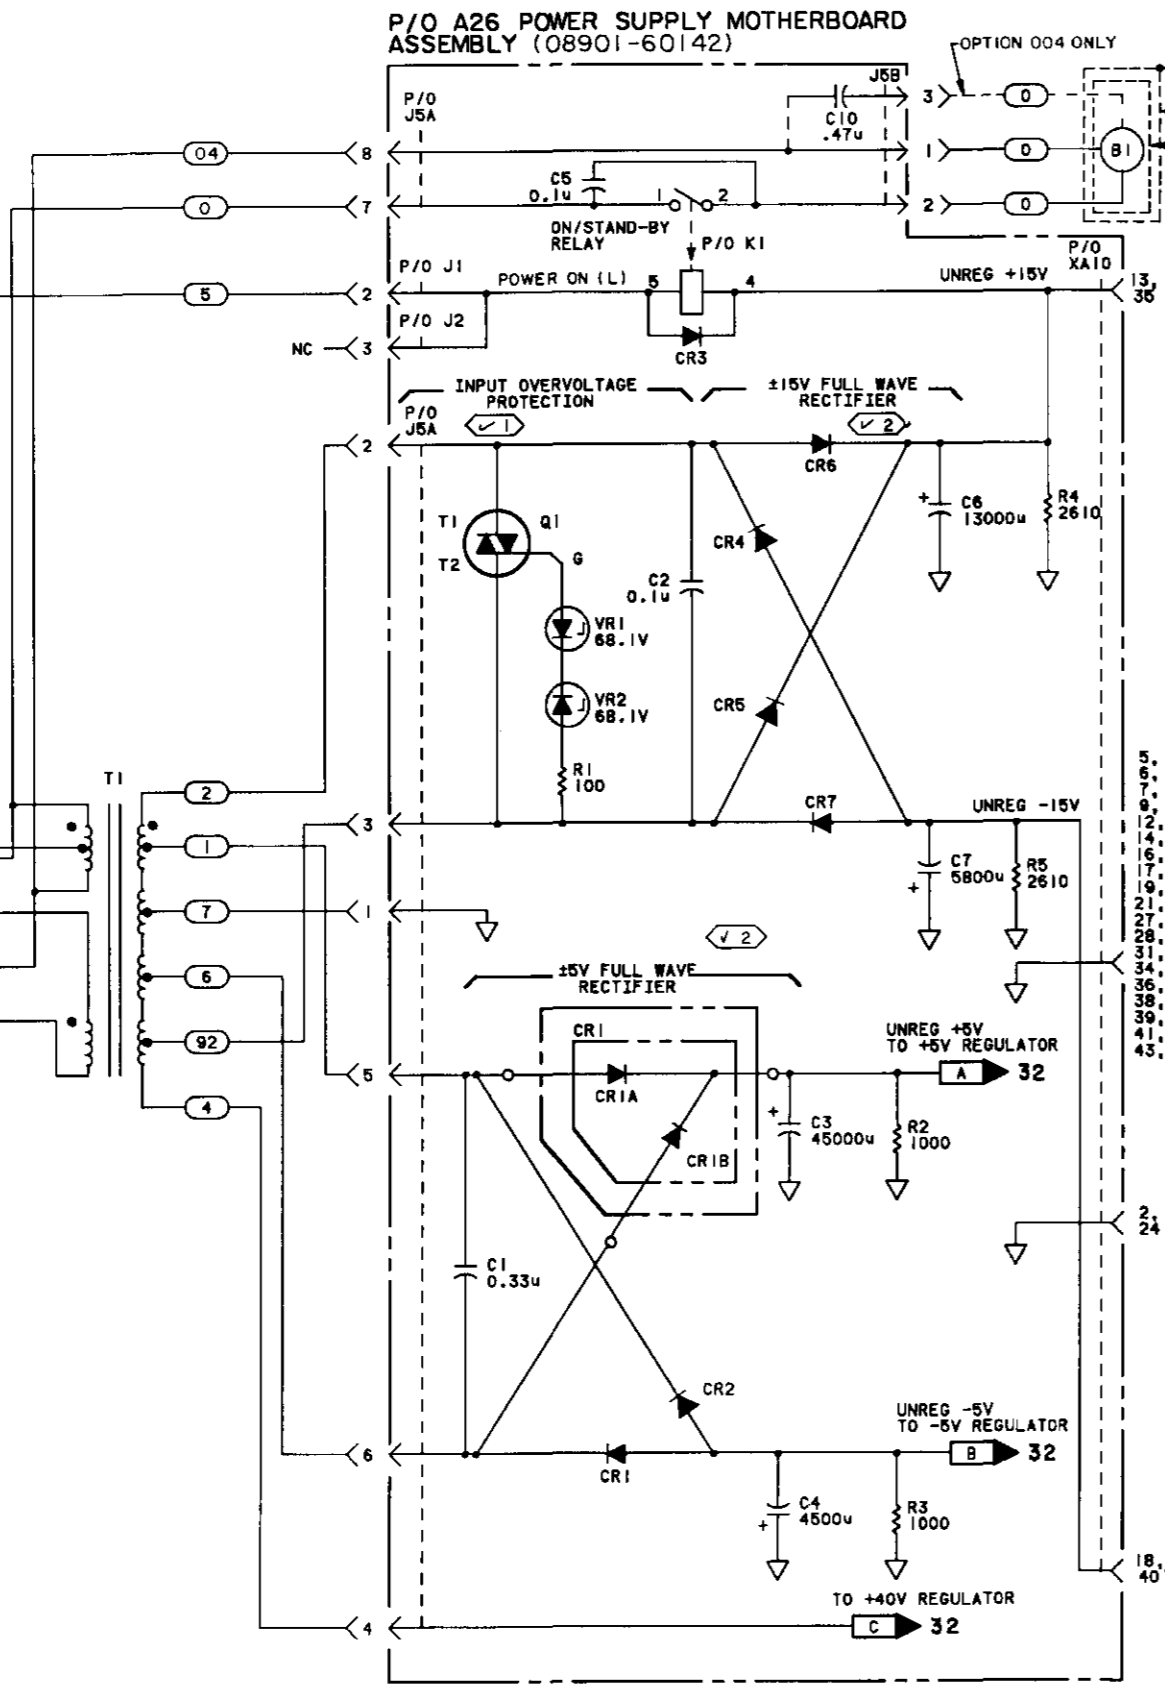 P/O A26 POWER SUPPLY MOTHERBOARD
ASSEMBLY (08901-60142)
OPTION 004 ONLY
P/O
J5A
J5B
3
0
C10
.47u
04
8
1
0
B1
C5
0.1u
0
7
1
2
2
0
ON/STAND-BY
RELAY
P/O K1
P/O
XA10
P/O J1
POWER ON (L)
5
4
UNREG +15V
5
2
13,
35
P/O J2
NC
3
CR3
INPUT OVERVOLTAGE
PROTECTION
±15V FULL WAVE
RECTIFIER
P/O
J5A
✓ 1
✓ 2
2
CR6
T1
Q1
T2
G
CR4
C6
13000u
R4
2610
C2
0.1u
VR1
68.1V
VR2
68.1V
CR5
R1
100
T1
2
CR7
UNREG -15V
3
1
C7
5800u
R5
2610
7
1
✓ 2
6
±5V FULL WAVE
RECTIFIER
5,
6,
7,
9,
12,
14,
16,
17,
19,
21,
27,
28,
31,
34,
36,
38,
39,
41,
43,
92
CR1
UNREG +5V
TO +5V REGULATOR
5
CR1A
A
32
4
C3
45000u
R2
1000
CR1B
2,
24
C1
0.33u
CR2
UNREG -5V
TO -5V REGULATOR
6
CR1
B
32
C4
4500u
R3
1000
18,
40
TO +40V REGULATOR
4
C
32